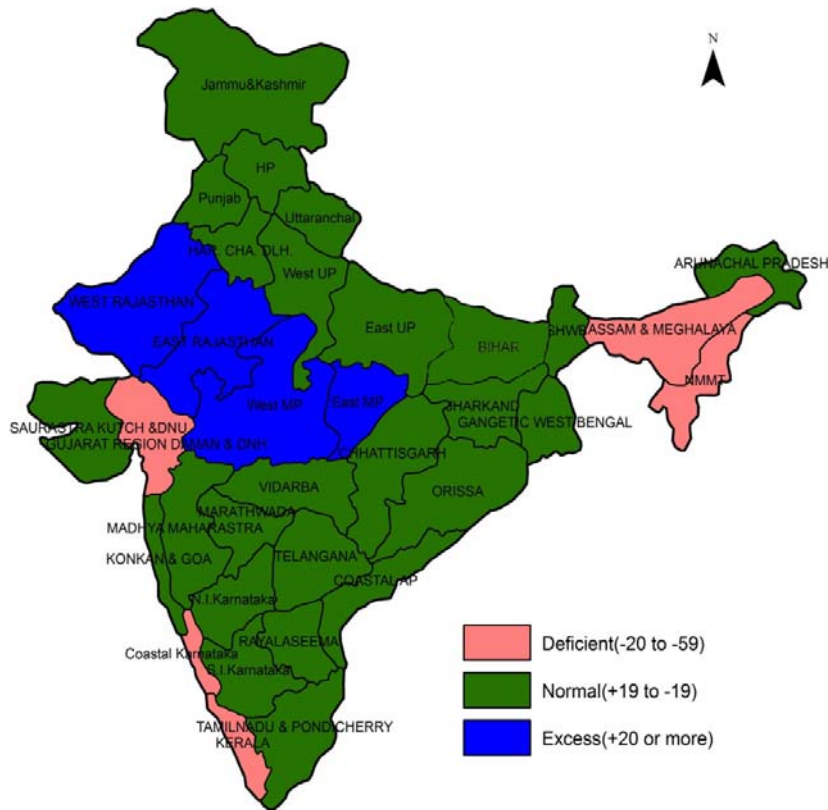 N
Jammu&Kashmir
HP
Punjab
Uttaranchal
HAR. CHA. DLH.
West UP
ARUNACHAL PRADESH
WEST RAJASTHAN
EAST RAJASTHAN
East UP
BIHAR
SHWB
ASSAM & MEGHALAYA
NMMT
West MP
East MP
JHARKAND
SAURASTRA KUTCH &DNU
GANGETIC WEST BENGAL
GUJARAT REGION DAMAN & DNH
CHHATTISGARH
VIDARBA
ORISSA
MARATHWADA
MADHYA MAHARASTRA
KONKAN & GOA
TELANGANA
COASTAL AP
N.I.Karnataka
RAYALASEEMA
Coastal Karnataka
S.I.Karnataka
TAMILNADU & PONDICHERRY
KERALA
Deficient(-20 to -59)
Normal(+19 to -19)
Excess(+20 or more)